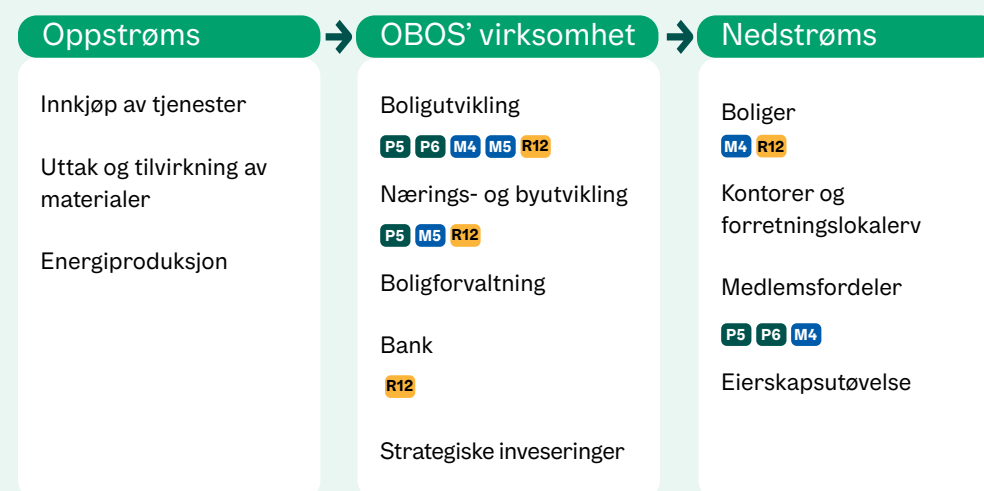 Oppstrøms
Innkjøp av tjenester
Uttak og tilvirkning av
materialer
Energiproduksjon
OBOS’ virksomhet
Boligutvikling
P5 P6 M4 M5 R12
Nærings- og byutvikling
P5 M5 R12
Boligforvaltning
Bank
R12
Strategiske inveseringer
Nedstrøms
Boliger
M4 R12
Kontorer og
forretningslokalerv
Medlemsfordeler
P5 P6 M4
Eierskapsutøvelse